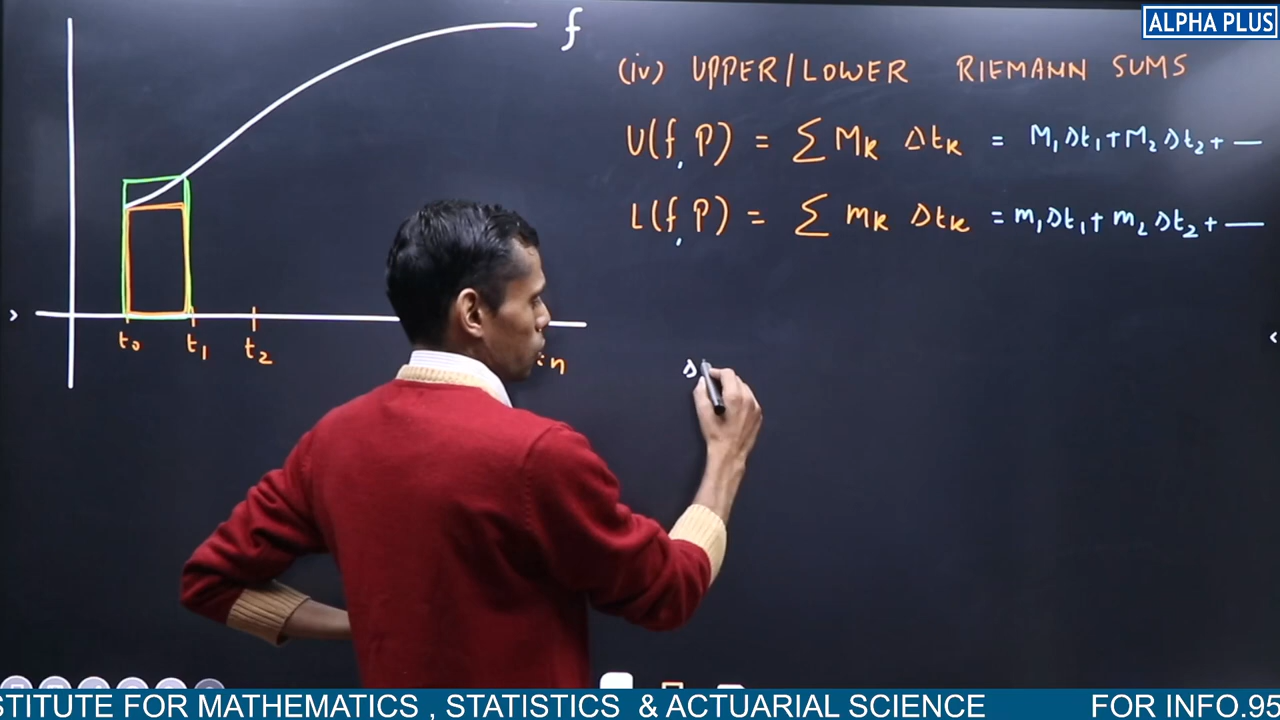 ALPHA PLUS
f
(iv) UPPER/LOWER RIEMANN SUMS
U(f, P) = ∑ Mk Δtk = M₁Δt₁+M₂Δt₂+ —
L(f, P) = ∑ mk Δtk = m₁Δt₁+m₂Δt₂+ —
t₀ t₁ t₂ n
STITUTE FOR MATHEMATICS , STATISTICS & ACTUARIAL SCIENCE FOR INFO.95